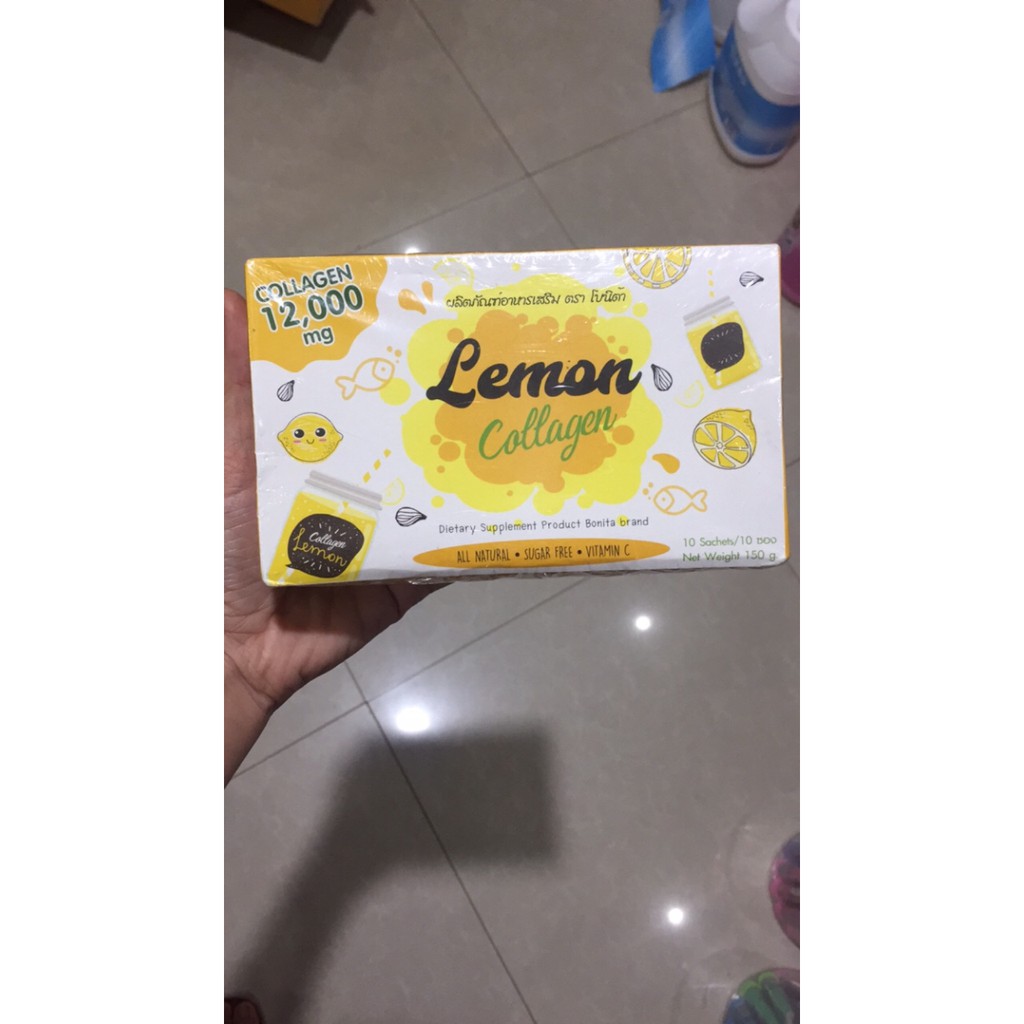 COLLAGEN
12,000
mg
ผลิตภัณฑ์อาหารเสริม ตรา โบนิต้า
Lemon
Collagen
Collagen
Lemon
Dietary Supplement Product Bonita brand
ALL NATURAL • SUGAR FREE • VITAMIN C
10 Sachets/10 ซอง
Net Weight 150 g